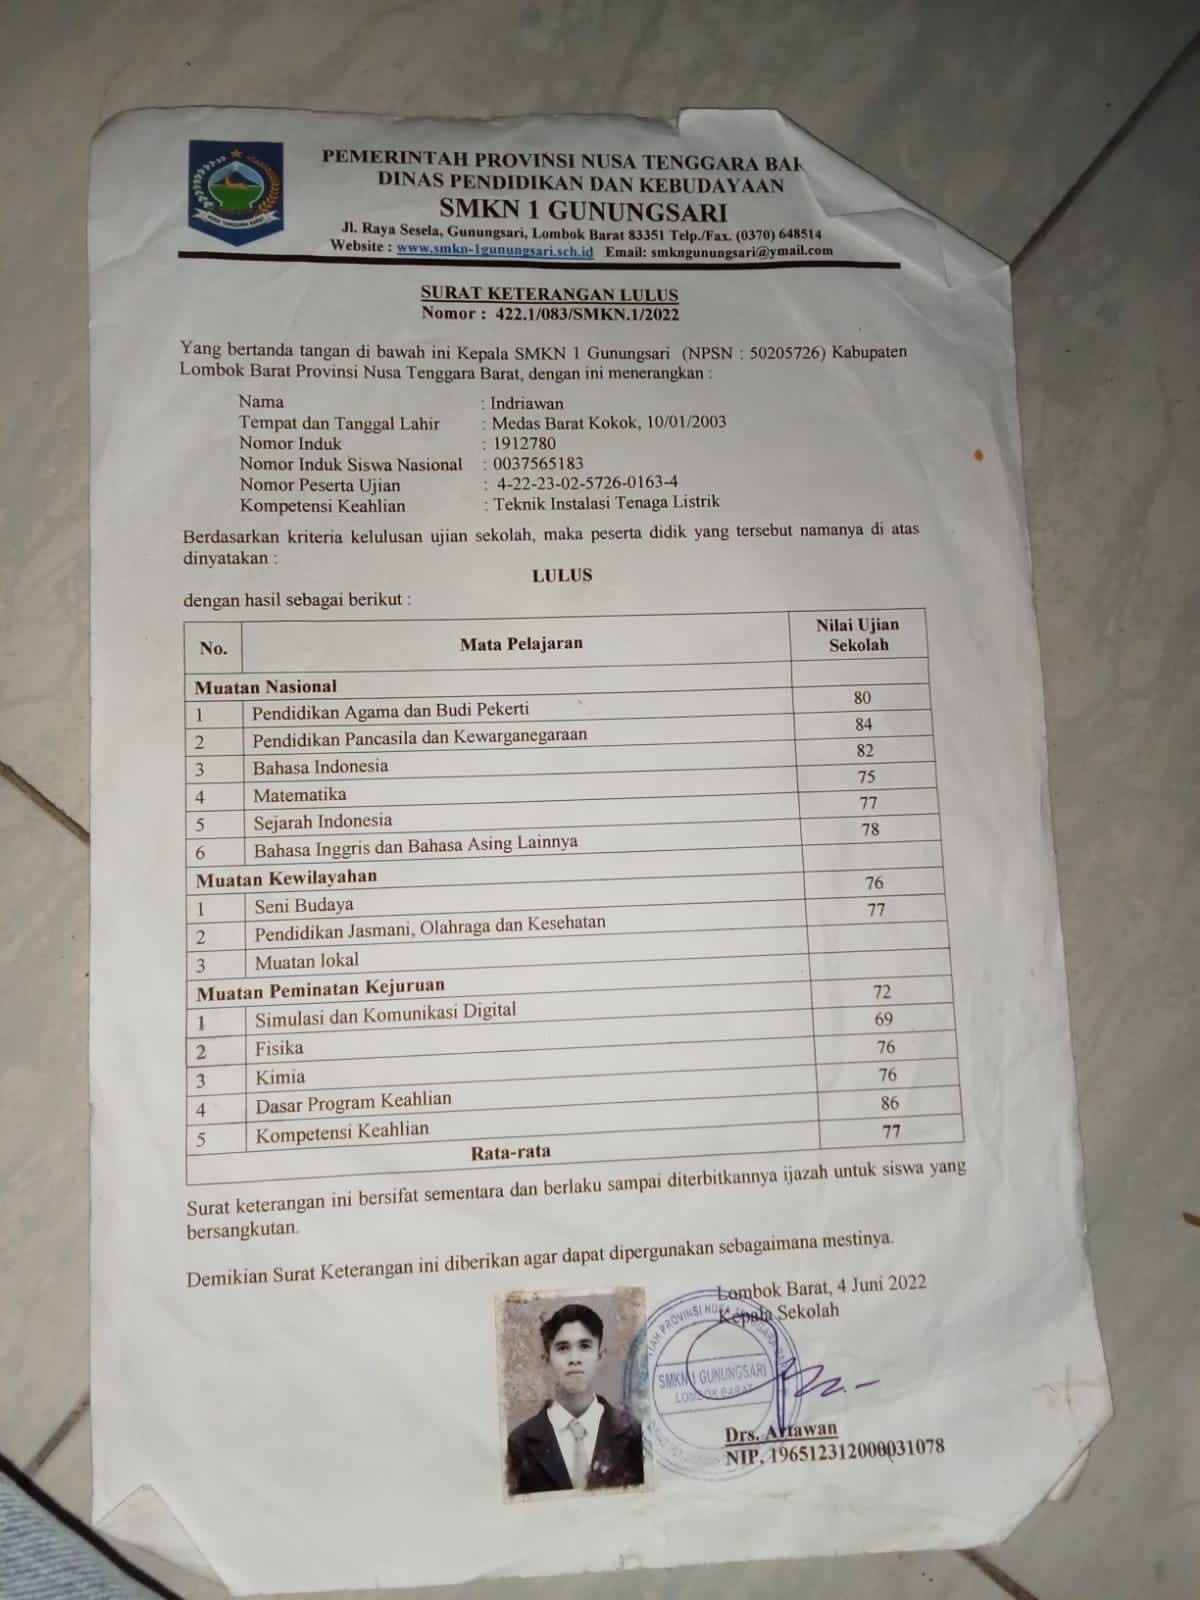 PEMERINTAH PROVINSI NUSA TENGGARA
DINAS PENDIDIKAN DAN KEBUDAYAAN
SMKN 1 GUNUNGSARI
Jl. Raya Sesela, Gunungsari, Lombok Barat 83351 Telp./Fax. (0370) 648514
Website : www.smkn-1gunungsari.sch.id Email: smkngunungsari@ymail.com
SURAT KETERANGAN LULUS
Nomor : 422.1/083/SMKN.1/2022
Yang bertanda tangan di bawah ini Kepala SMKN 1 Gunungsari (NPSN : 50205726) Kabupaten
Lombok Barat Provinsi Nusa Tenggara Barat, dengan ini menerangkan :
Nama : Indriawan
Tempat dan Tanggal Lahir : Medas Barat Kokok, 10/01/2003
Nomor Induk : 1912780
Nomor Induk Siswa Nasional : 0037565183
Nomor Peserta Ujian : 4-22-23-02-5726-0163-4
Kompetensi Keahlian : Teknik Instalasi Tenaga Listrik
Berdasarkan kriteria kelulusan ujian sekolah, maka peserta didik yang tersebut namanya di atas
dinyatakan :
LULUS
dengan hasil sebagai berikut :
No. Mata Pelajaran Nilai Ujian Sekolah
Muatan Nasional
1 Pendidikan Agama dan Budi Pekerti 80
2 Pendidikan Pancasila dan Kewarganegaraan 84
3 Bahasa Indonesia 82
4 Matematika 75
5 Sejarah Indonesia 77
6 Bahasa Inggris dan Bahasa Asing Lainnya 78
Muatan Kewilayahan
1 Seni Budaya 76
2 Pendidikan Jasmani, Olahraga dan Kesehatan 77
3 Muatan lokal
Muatan Peminatan Kejuruan
1 Simulasi dan Komunikasi Digital 72
2 Fisika 69
3 Kimia 76
4 Dasar Program Keahlian 76
5 Kompetensi Keahlian 86
Rata-rata 77
Surat keterangan ini bersifat sementara dan berlaku sampai diterbitkannya ijazah untuk siswa yang
bersangkutan.
Demikian Surat Keterangan ini diberikan agar dapat dipergunakan sebagaimana mestinya.
Lombok Barat, 4 Juni 2022
Kepala Sekolah
SMKN 1 GUNUNGSARI
LOMBOK BARAT
Drs. Artawan
NIP. 196512312000031078